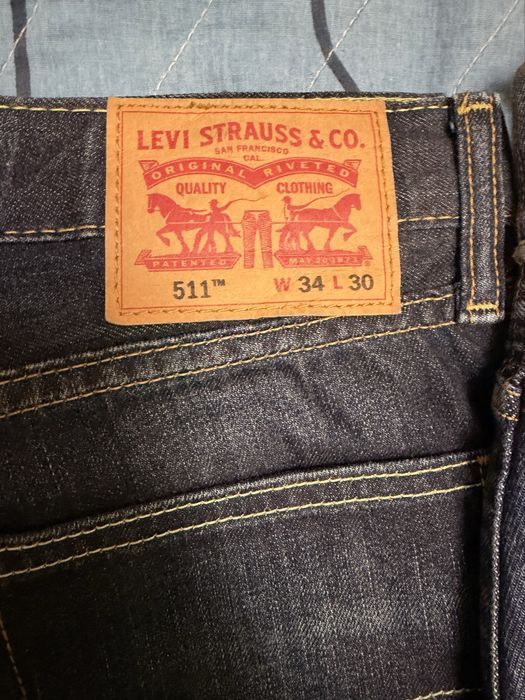 LEVI STRAUSS & CO.
SAN FRANCISCO
CAL.
ORIGINAL RIVETED
QUALITY CLOTHING
PATENTED MAY 20 1873
511™ W 34 L 30